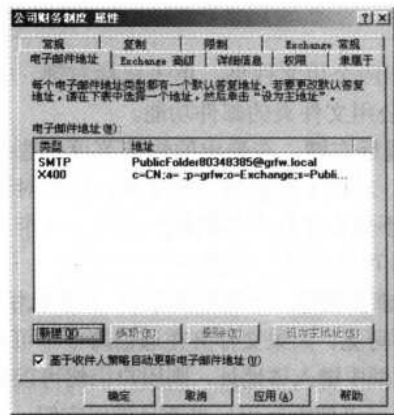 公司财务制度 属性
常规 复制 限制 Exchange 常规
电子邮件地址 Exchange 高级 详细信息 权限 隶属于
每个电子邮件地址类型都有一个默认答复地址。若要更改默认答复
地址，请在下表中选择一个地址，然后单击“设为主地址”。
电子邮件地址(M)
类型 地址
SMTP PublicFolder80348385@grfw.local
X400 c=CN;a= ;p=grfw;o=Exchange;s=Publi...
新建(N) 编辑(E) 删除(R) 设为主地址(S)
基于收件人策略自动更新电子邮件地址(U)
确定 取消 应用(A) 帮助